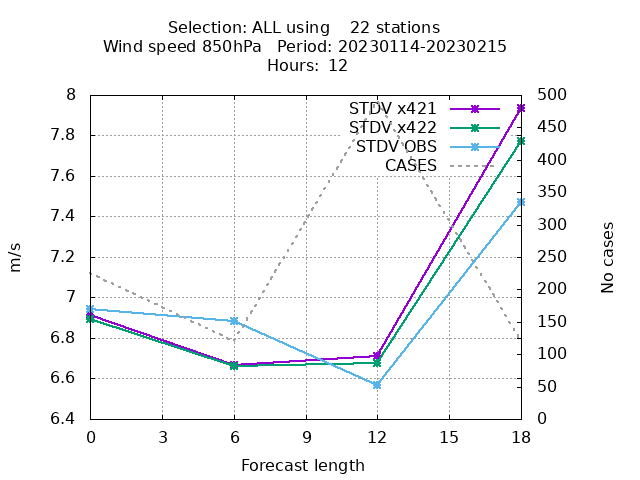 Selection: ALL using    22 stations
Wind speed 850hPa   Period: 20230114-20230215
Hours:  12
STDV x421
STDV x422
STDV OBS
CASES
8
7.8
7.6
7.4
7.2
7
6.8
6.6
6.4
500
450
400
350
300
250
200
150
100
50
0
m/s
No cases
0 3 6 9 12 15 18
Forecast length